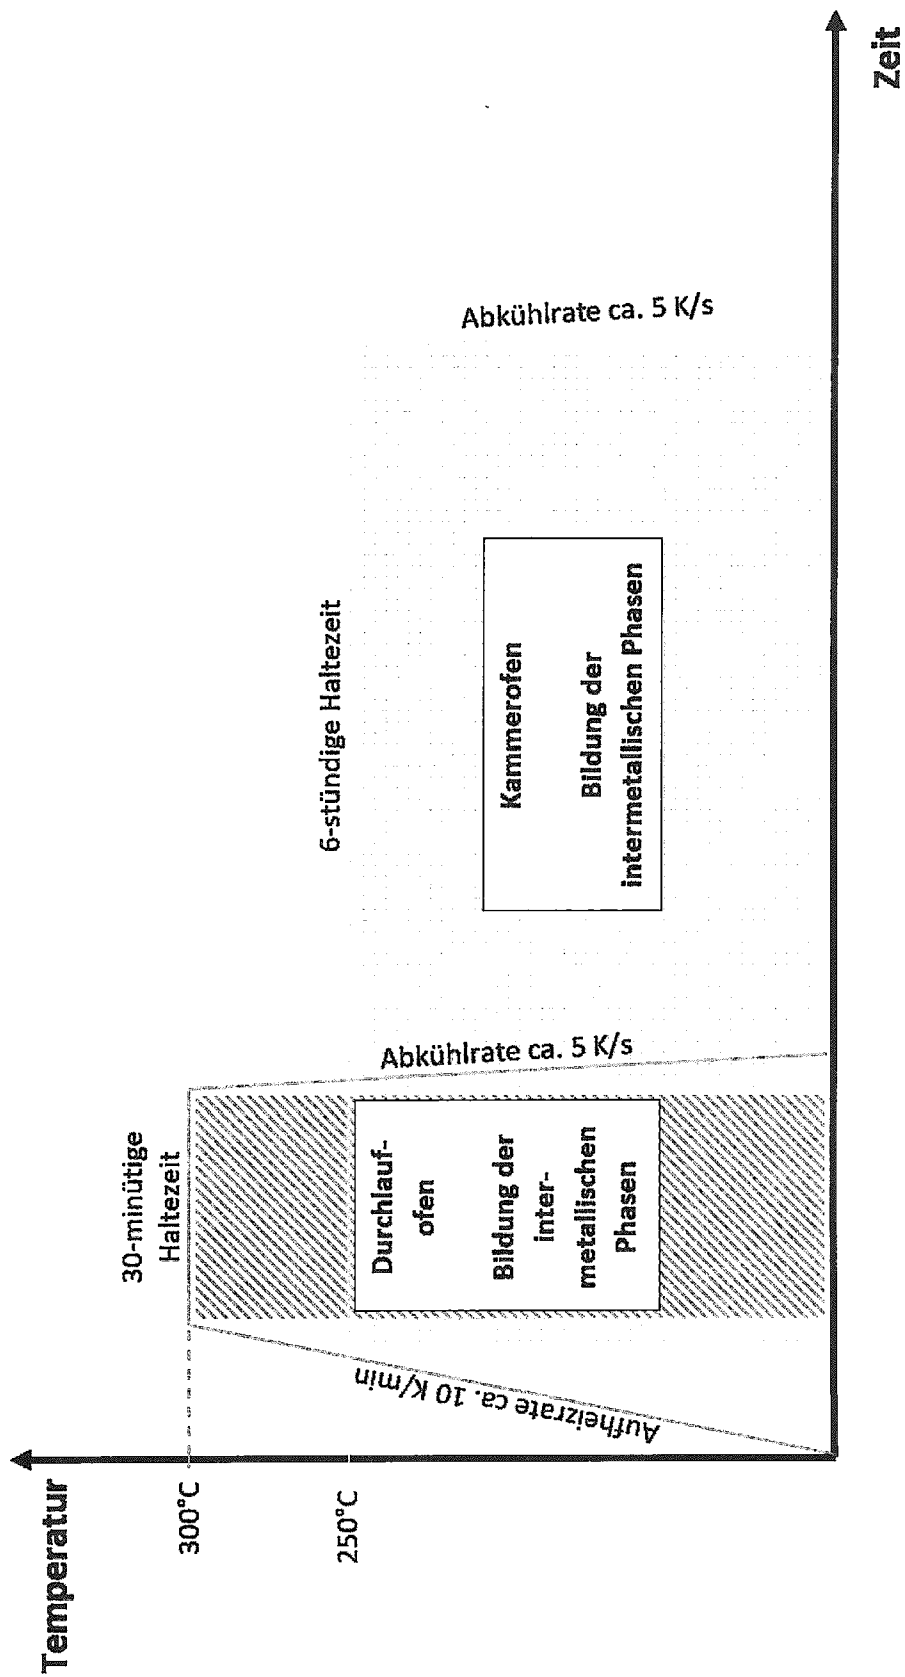 Temperatur
300°C
250°C
30-minütige
Haltezeit
Aufheizrate ca. 10 K/min
Durchlauf-
ofen
Bildung der
inter-
metallischen
Phasen
Abkühlrate ca. 5 K/s
6-stündige Haltezeit
Kammerofen
Bildung der
intermetallischen Phasen
Abkühlrate ca. 5 K/s
Zeit